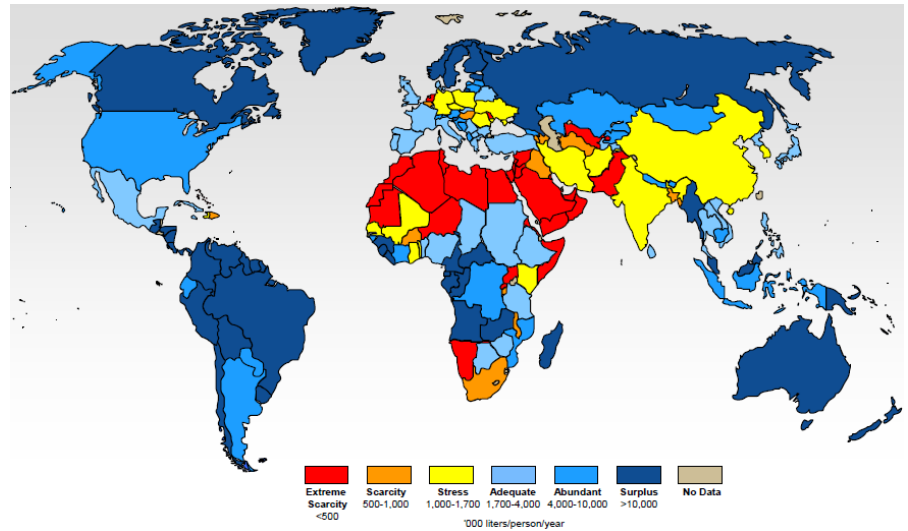 Extreme Scarcity Stress Adequate Abundant Surplus No Data
Scarcity 500-1,000 1,000-1,700 1,700-4,000 4,000-10,000 >10,000
<500
'000 liters/person/year